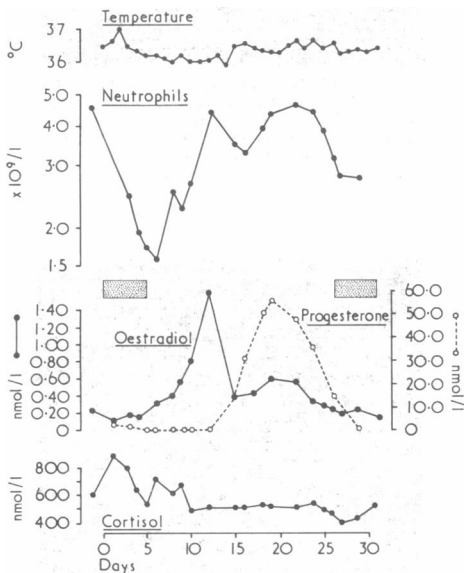 Temperature
°C
37
36
Neutrophils
x10⁹/l
5·0
4·0
3·0
2·0
1·5
Oestradiol
Progesterone
nmol/l
1·40
1·20
1·00
0·80
0·60
0·40
0·20
0
60·0
50·0
40·0
30·0
20·0
10·0
0
nmol/l
nmol/l
800
600
400
Cortisol
0
5
10
15
20
25
30
Days